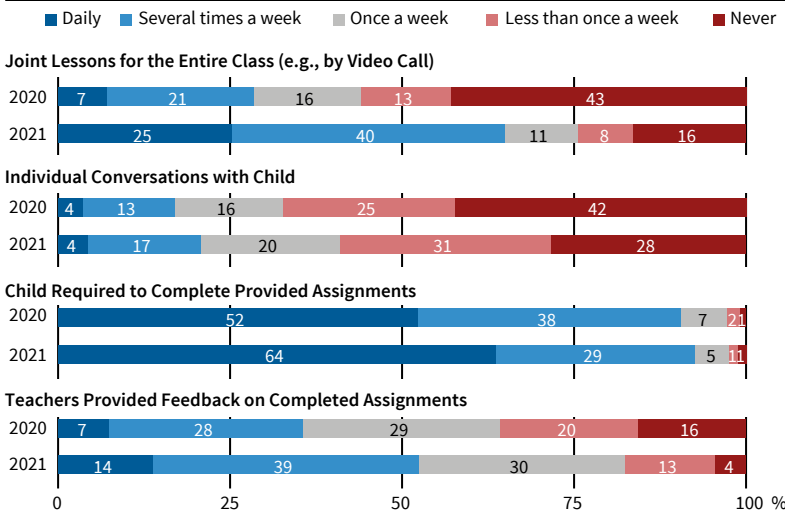 Daily Several times a week Once a week Less than once a week Never
Joint Lessons for the Entire Class (e.g., by Video Call)
2020 7 21 16 13 43
2021 25 40 11 8 16
Individual Conversations with Child
2020 4 13 16 25 42
2021 4 17 20 31 28
Child Required to Complete Provided Assignments
2020 52 38 7 2 1
2021 64 29 5 1 1
Teachers Provided Feedback on Completed Assignments
2020 7 28 29 20 16
2021 14 39 30 13 4
0 25 50 75 100 %